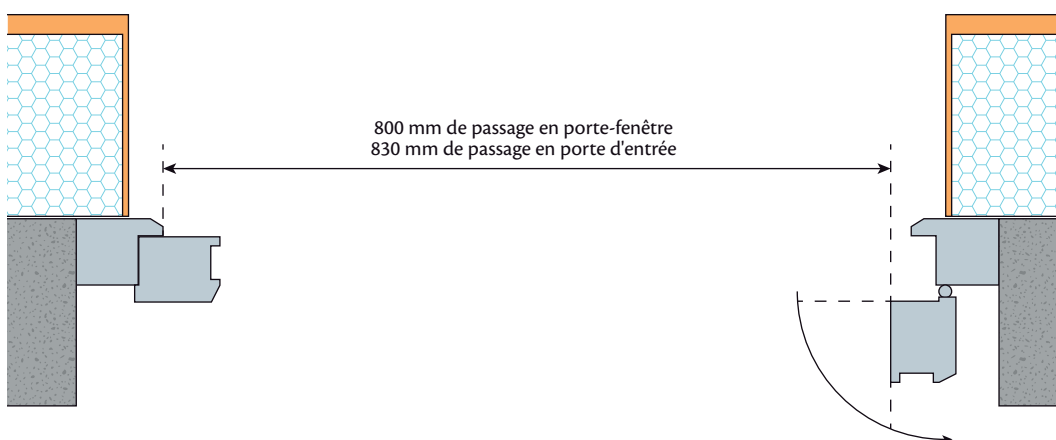 800 mm de passage en porte-fenêtre
830 mm de passage en porte d'entrée